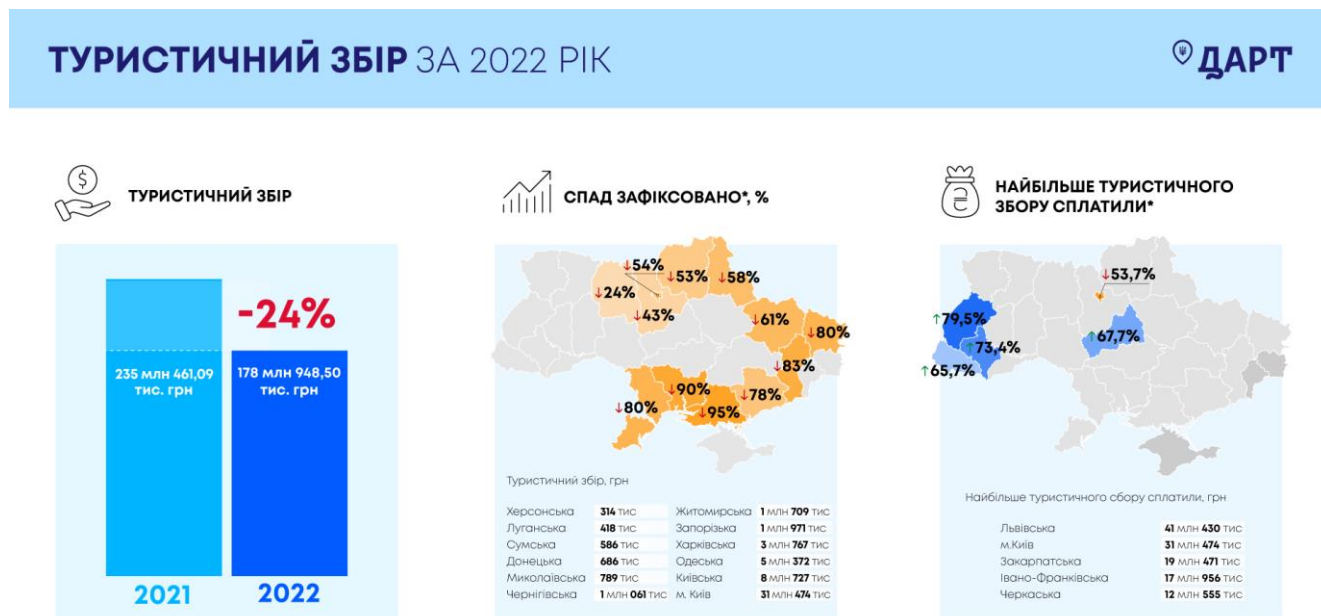 ТУРИСТИЧНИЙ ЗБІР ЗА 2022 РІК
ДАРТ
ТУРИСТИЧНИЙ ЗБІР
-24%
235 млн 461,09
тис. грн
178 млн 948,50
тис. грн
2021
2022
СПАД ЗАФІКСОВАНО*, %
↓54%
↓53%
↓58%
↓24%
↓43%
↓61%
↓80%
↓83%
↓90%
↓78%
↓80%
↓95%
Туристичний збір, грн
Херсонська 314 тис
Луганська 418 тис
Сумська 586 тис
Донецька 686 тис
Миколаївська 789 тис
Чернігівська 1 млн 061 тис
Житомирська 1 млн 709 тис
Запорізька 1 млн 971 тис
Харківська 3 млн 767 тис
Одеська 5 млн 372 тис
Київська 8 млн 727 тис
м. Київ 31 млн 474 тис
НАЙБІЛЬШЕ ТУРИСТИЧНОГО
ЗБОРУ СПЛАТИЛИ*
↓53,7%
↑79,5%
↑67,7%
↑73,4%
↑65,7%
Найбільше туристичного сбору сплатили, грн
Львівська 41 млн 430 тис
м.Київ 31 млн 474 тис
Закарпатська 19 млн 471 тис
Івано-Франківська 17 млн 956 тис
Черкаська 12 млн 555 тис